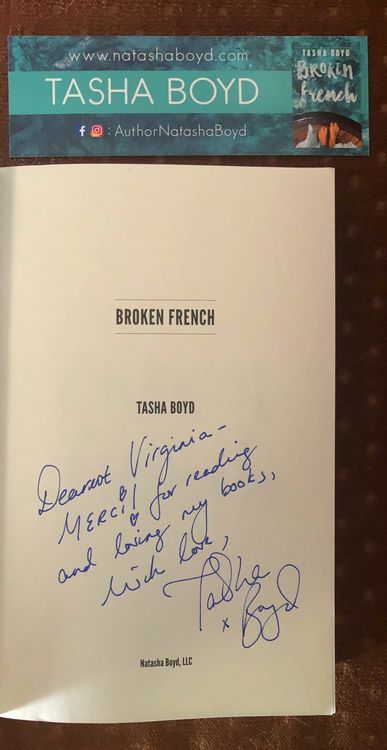 www.natashaboyd.com
TASHA BOYD
: AuthorNatashaBoyd
TASHA BOYD
BROKEN
french
BROKEN FRENCH
TASHA BOYD
Dearest Virginia -
MERCI! for reading
and loving my books,
With love,
Tasha
x Boyd
Natasha Boyd, LLC